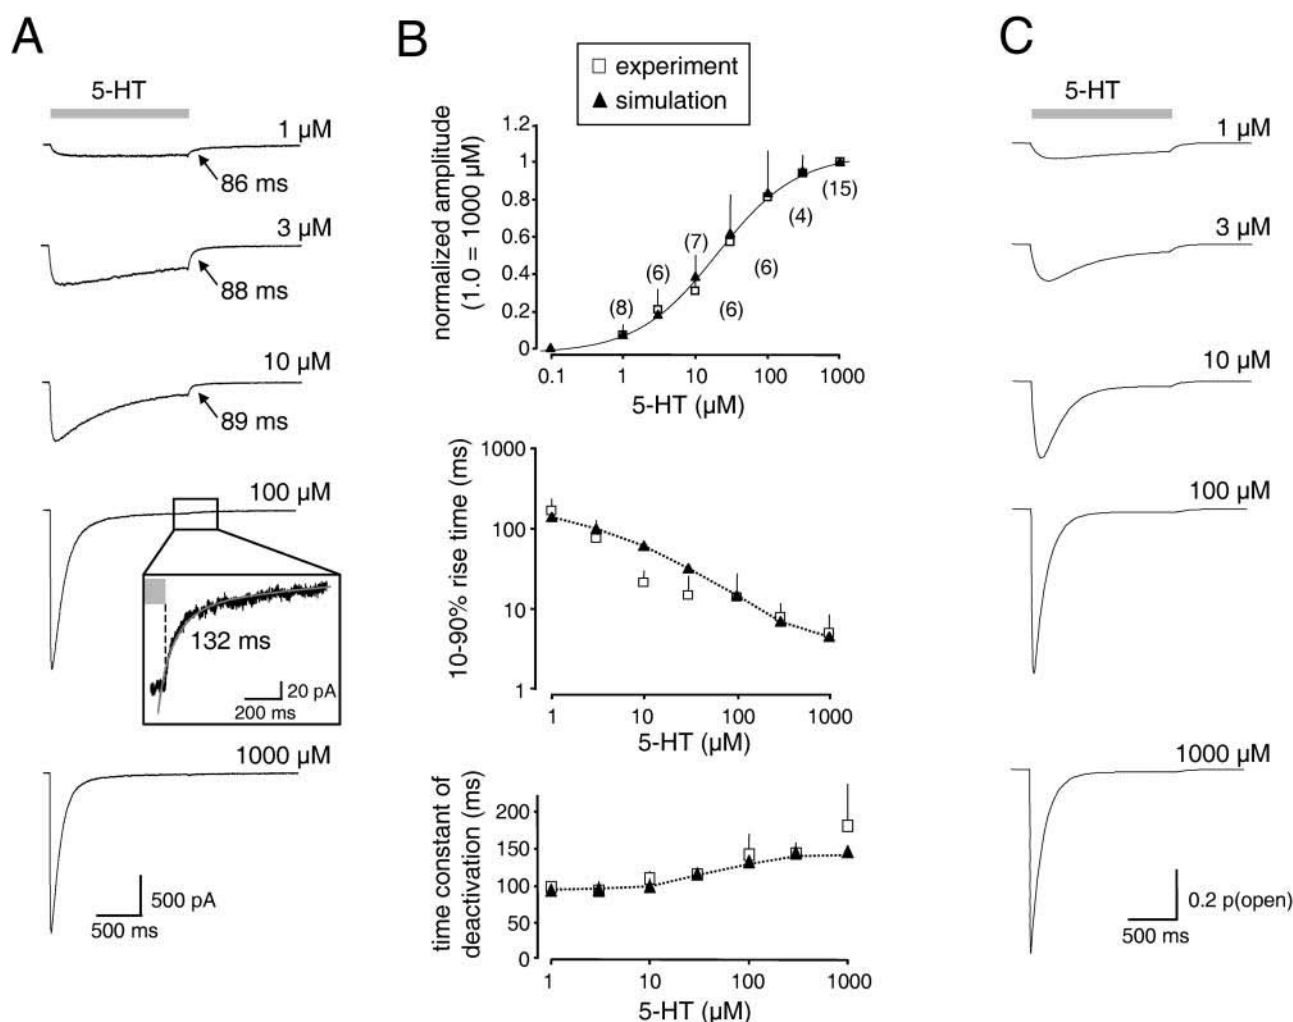 A
5-HT
1 µM
86 ms
3 µM
88 ms
10 µM
89 ms
100 µM
132 ms
20 pA
200 ms
1000 µM
500 pA
500 ms
B
experiment
simulation
normalized amplitude
(1.0 = 1000 µM)
1.2
1
0.8
0.6
0.4
0.2
0
(8)
(6)
(7)
(6)
(6)
(4)
(15)
0.1
1
10
100
1000
5-HT (µM)
10-90% rise time (ms)
1000
100
10
1
1
10
100
1000
5-HT (µM)
time constant of
deactivation (ms)
200
150
100
50
0
1
10
100
1000
5-HT (µM)
C
5-HT
1 µM
3 µM
10 µM
100 µM
1000 µM
0.2 p(open)
500 ms